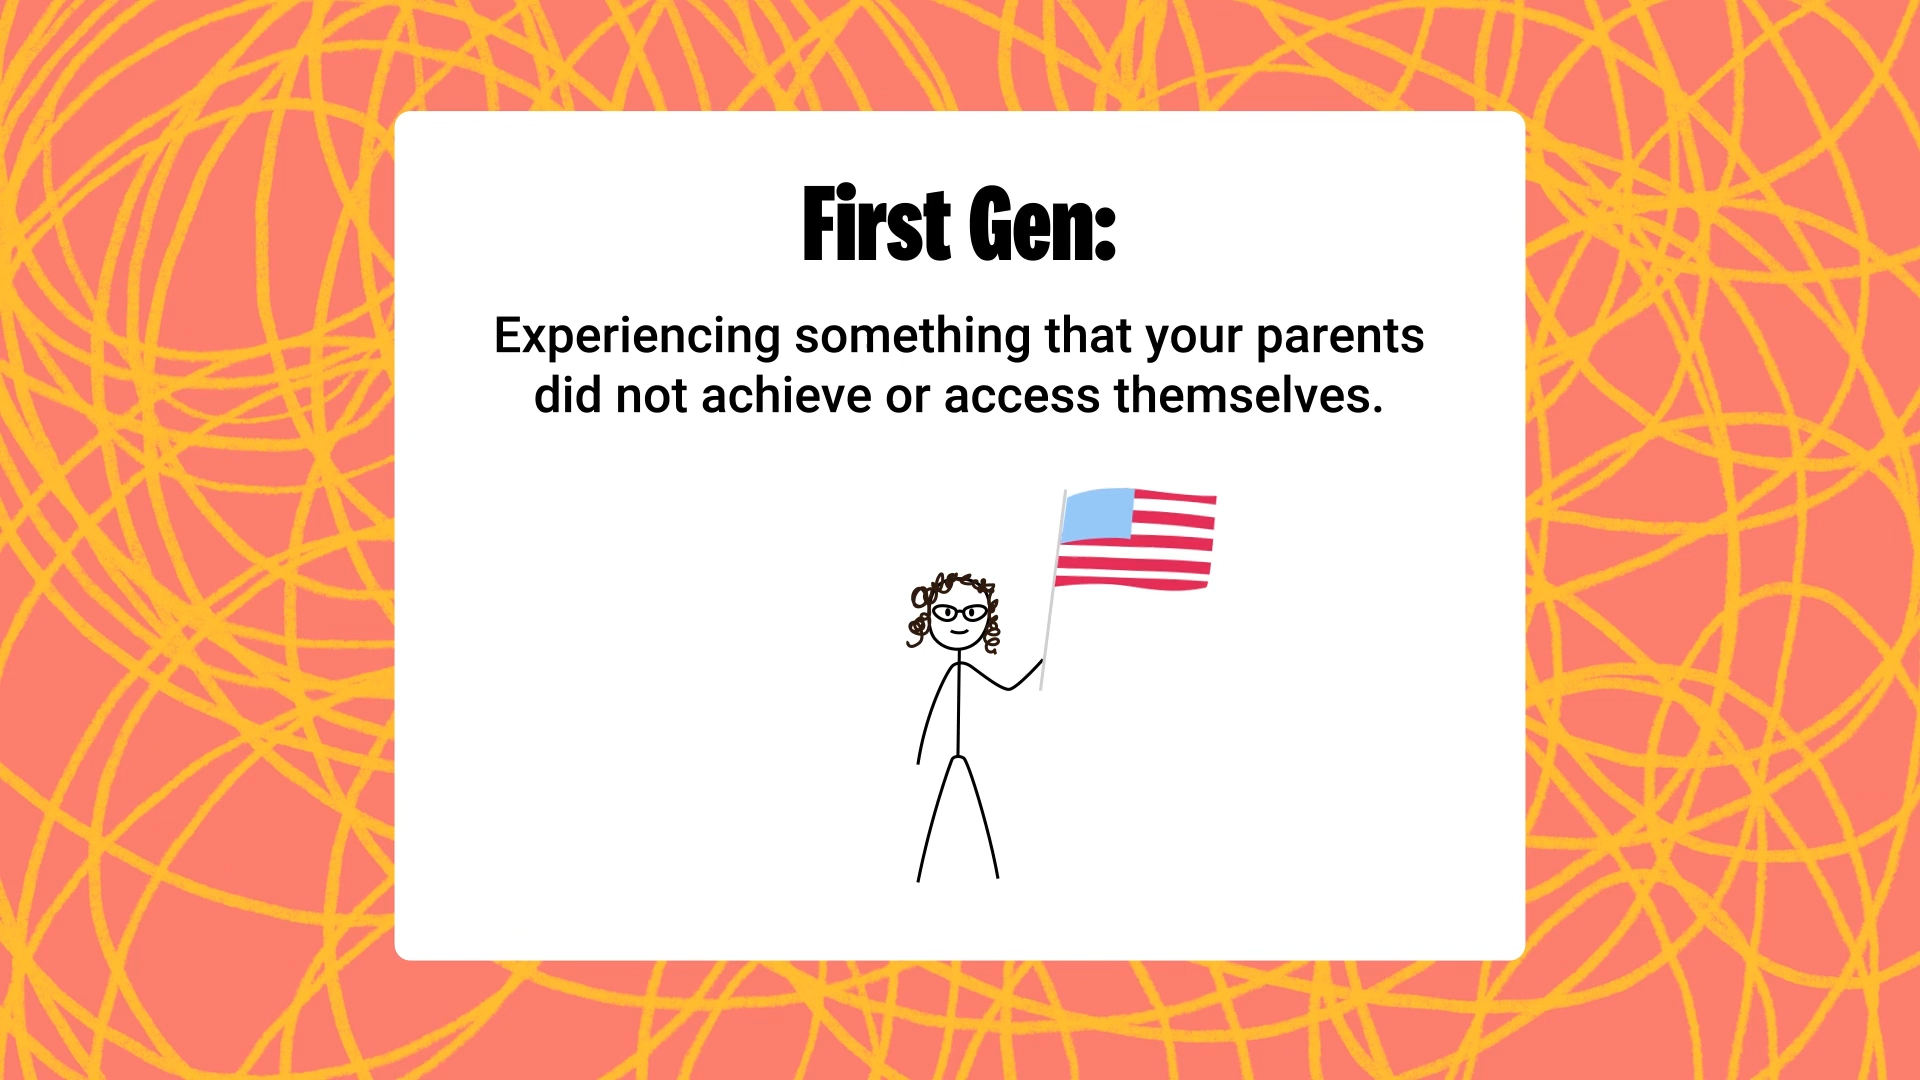 First Gen:
Experiencing something that your parents
did not achieve or access themselves.